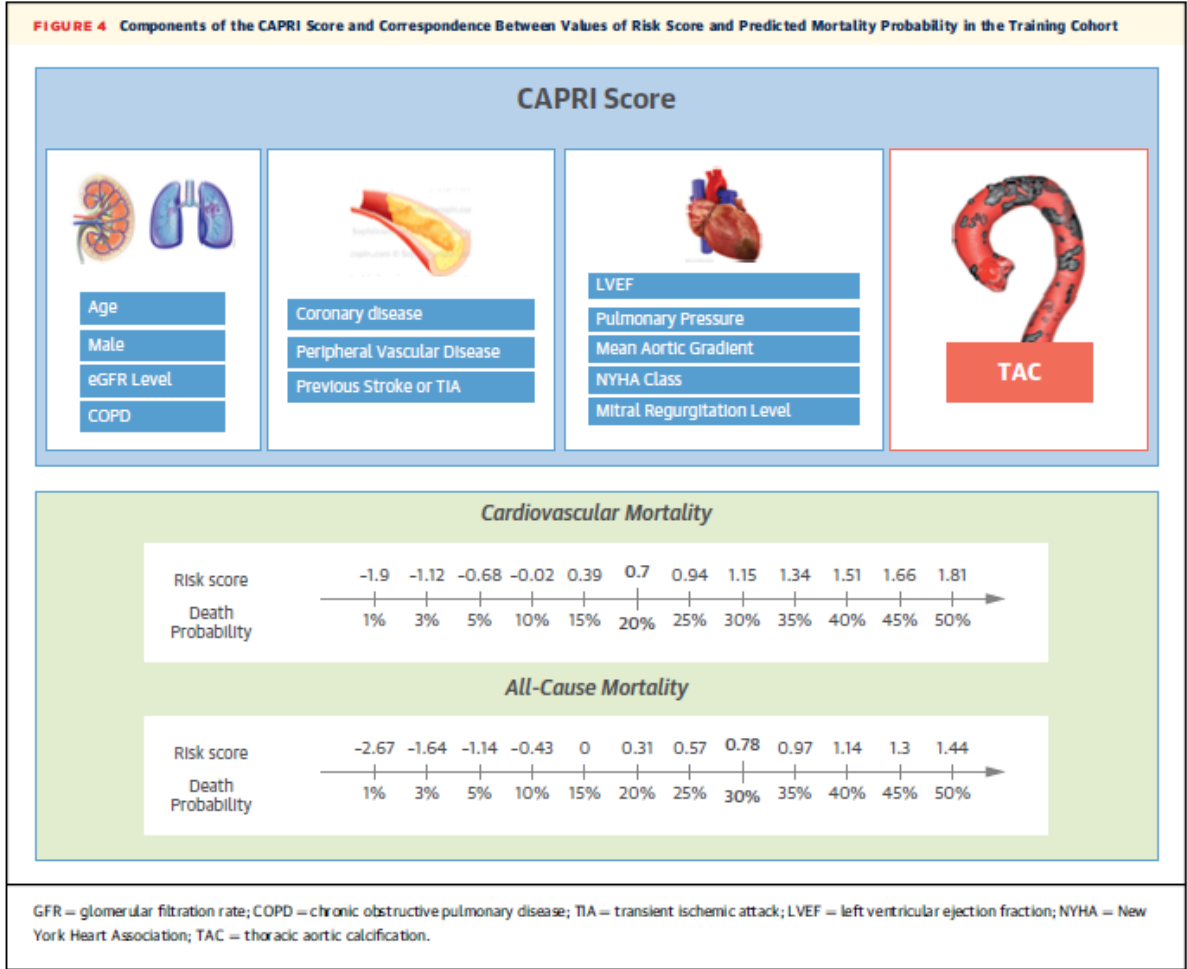 FIGURE 4 Components of the CAPRI Score and Correspondence Between Values of Risk Score and Predicted Mortality Probability in the Training Cohort
CAPRI Score
Age
Male
eGFR Level
COPD
Coronary disease
Peripheral Vascular Disease
Previous Stroke or TIA
LVEF
Pulmonary Pressure
Mean Aortic Gradient
NYHA Class
Mitral Regurgitation Level
TAC
Cardiovascular Mortality
Risk score -1.9 -1.12 -0.68 -0.02 0.39 0.7 0.94 1.15 1.34 1.51 1.66 1.81
Death
Probability 1% 3% 5% 10% 15% 20% 25% 30% 35% 40% 45% 50%
All-Cause Mortality
Risk score -2.67 -1.64 -1.14 -0.43 0 0.31 0.57 0.78 0.97 1.14 1.3 1.44
Death
Probability 1% 3% 5% 10% 15% 20% 25% 30% 35% 40% 45% 50%
GFR = glomerular filtration rate; COPD = chronic obstructive pulmonary disease; TIA = transient ischemic attack; LVEF = left ventricular ejection fraction; NYHA = New
York Heart Association; TAC = thoracic aortic calcification.